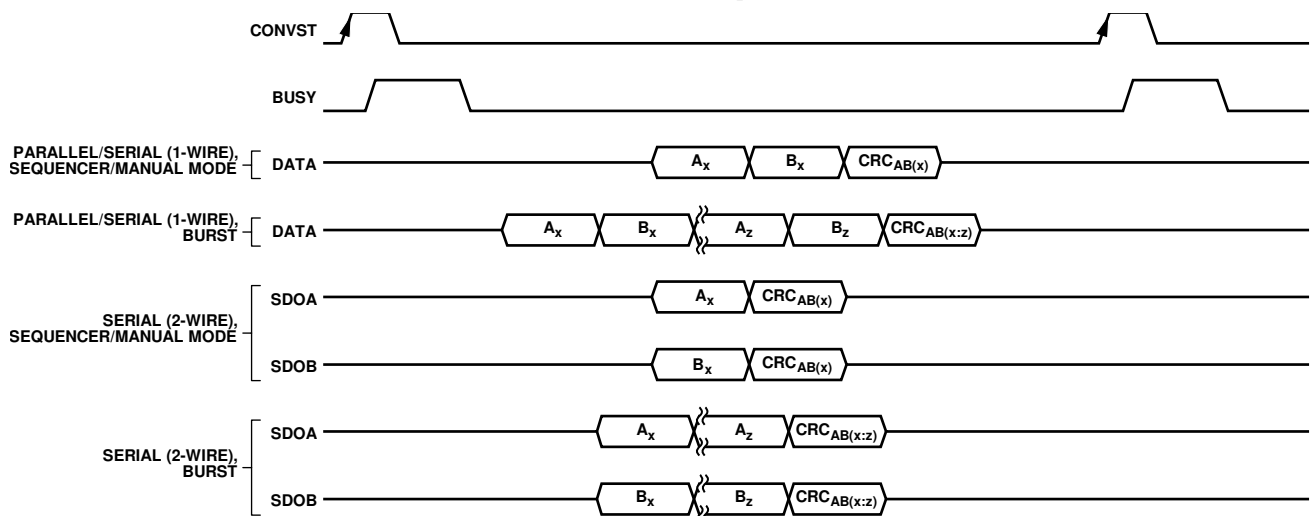 CONVST
BUSY
PARALLEL/SERIAL (1-WIRE),
SEQUENCER/MANUAL MODE
DATA
Ax
Bx
CRCAB(x)
PARALLEL/SERIAL (1-WIRE),
BURST
DATA
Ax
Bx
Az
Bz
CRCAB(x:z)
SERIAL (2-WIRE),
SEQUENCER/MANUAL MODE
SDOA
Ax
CRCAB(x)
SDOB
Bx
CRCAB(x)
SERIAL (2-WIRE),
BURST
SDOA
Ax
Az
CRCAB(x:z)
SDOB
Bx
Bz
CRCAB(x:z)